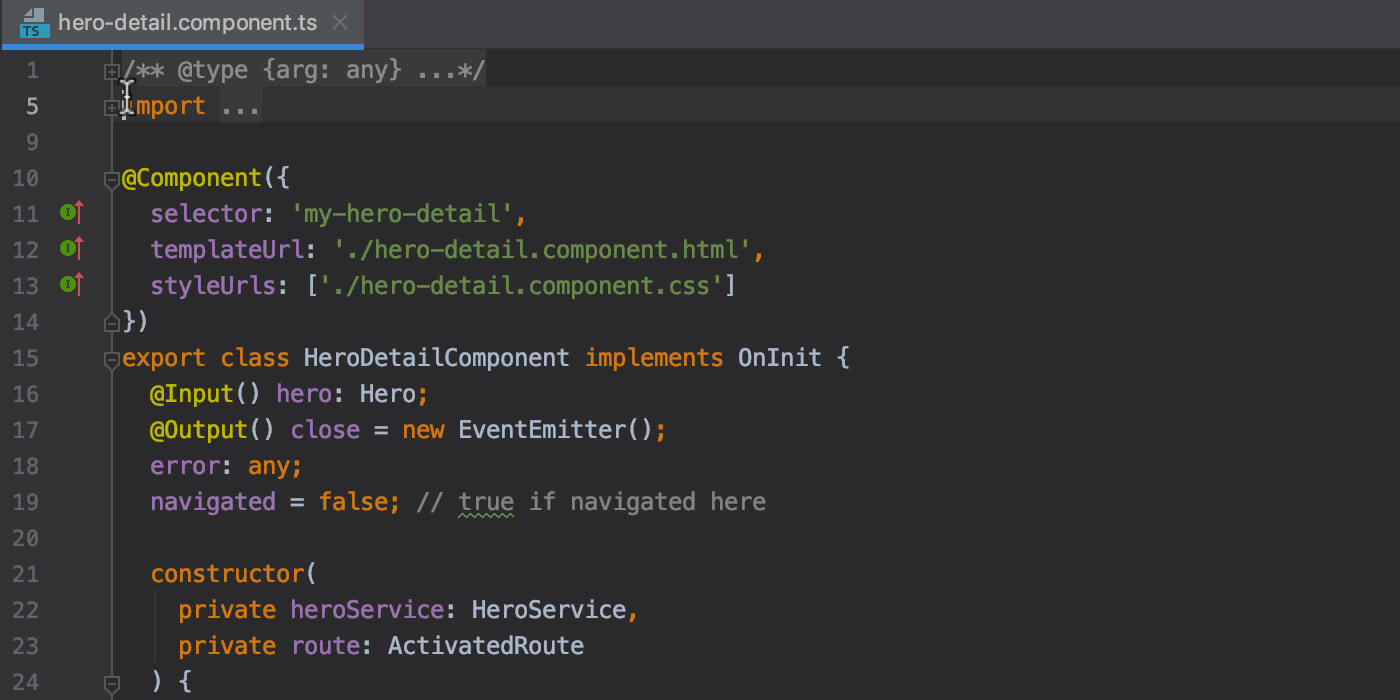 TS hero-detail.component.ts
1 /** @type {arg: any} ...*/
5 import ...
9
10 @Component({
11 selector: 'my-hero-detail',
12 templateUrl: './hero-detail.component.html',
13 styleUrls: ['./hero-detail.component.css']
14 })
15 export class HeroDetailComponent implements OnInit {
16 @Input() hero: Hero;
17 @Output() close = new EventEmitter();
18 error: any;
19 navigated = false; // true if navigated here
20
21 constructor(
22 private heroService: HeroService,
23 private route: ActivatedRoute
24 ) {